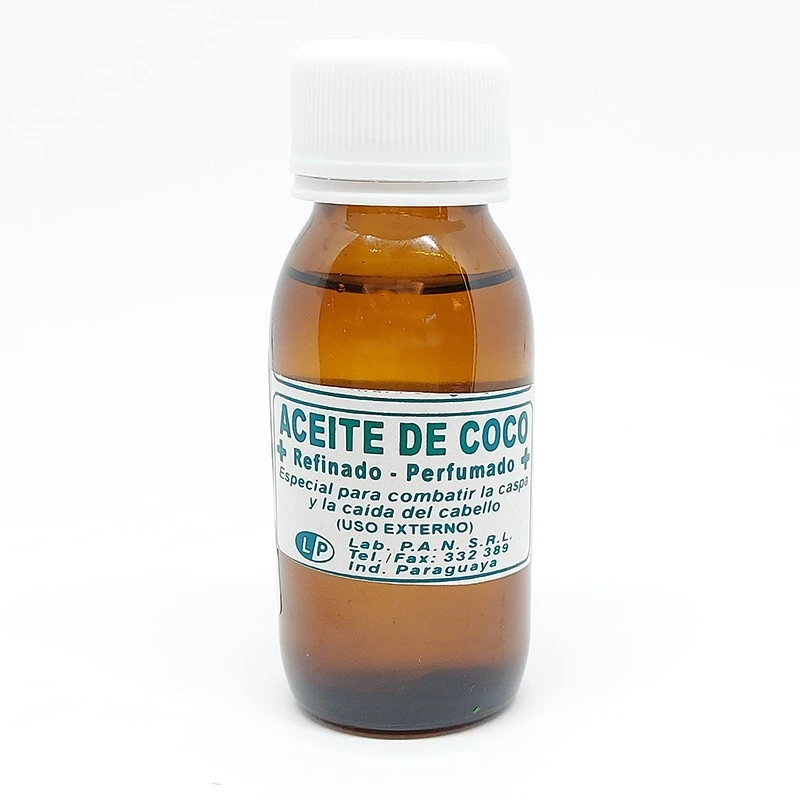 ACEITE DE COCO
+ Refinado - Perfumado +
Especial para combatir la caspa
y la caída del cabello
(USO EXTERNO)
LP
Lab. P.A.N. S.R.L.
Tel./Fax: 332 389
Ind. Paraguaya